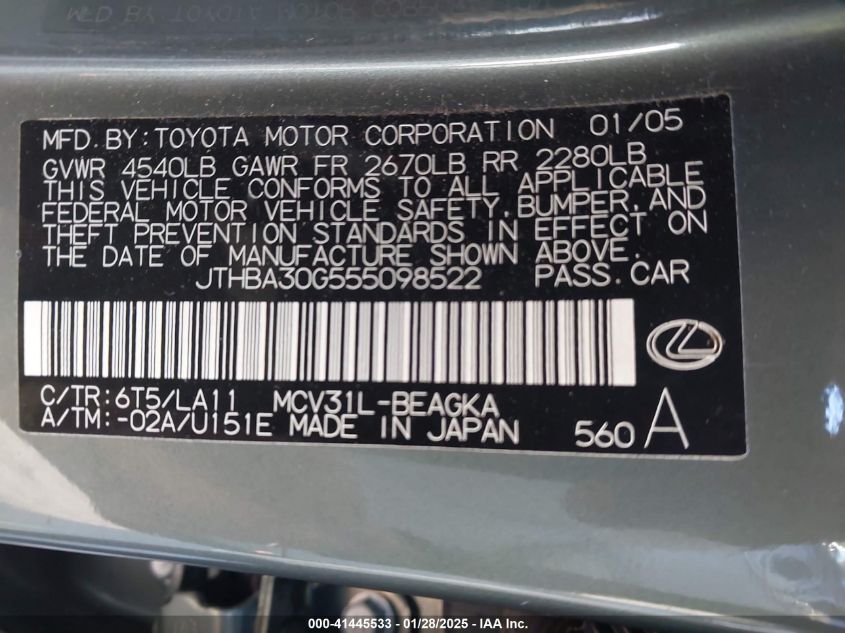 MFD. BY: TOYOTA MOTOR CORPORATION 01/05
GVWR 4540LB GAWR FR 2670LB RR 2280LB
THIS VEHICLE CONFORMS TO ALL APPLICABLE
FEDERAL MOTOR VEHICLE SAFETY, BUMPER, AND
THEFT PREVENTION STANDARDS IN EFFECT ON
THE DATE OF MANUFACTURE SHOWN ABOVE.
JTHBA30G555098522 PASS. CAR
C/TR: 6T5/LA11 MCV31L-BEAGKA
A/TM: -02A/U151E MADE IN JAPAN 560 A
000-41445533 - 01/28/2025 - IAA Inc.